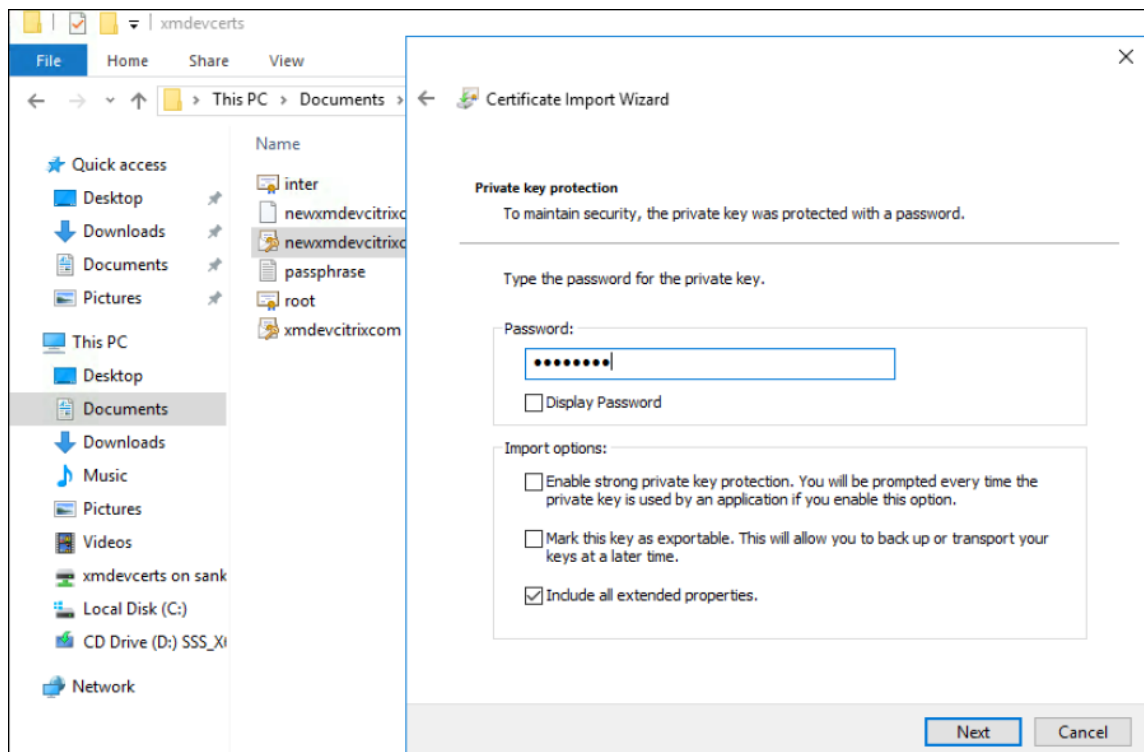 xmdevcerts
File Home Share View
This PC > Documents >
Name
Quick access
Desktop
Downloads
Documents
Pictures
This PC
Desktop
Documents
Downloads
Music
Pictures
Videos
xmdevcerts on sank
Local Disk (C:)
CD Drive (D:) SSS_X
Network
inter
newxmdevcitrixc
newxmdevcitrixc
passphrase
root
xmdevcitrixcom
Certificate Import Wizard
Private key protection
To maintain security, the private key was protected with a password.
Type the password for the private key.
Password:
••••••••
Display Password
Import options:
Enable strong private key protection. You will be prompted every time the
private key is used by an application if you enable this option.
Mark this key as exportable. This will allow you to back up or transport your
keys at a later time.
Include all extended properties.
Next Cancel